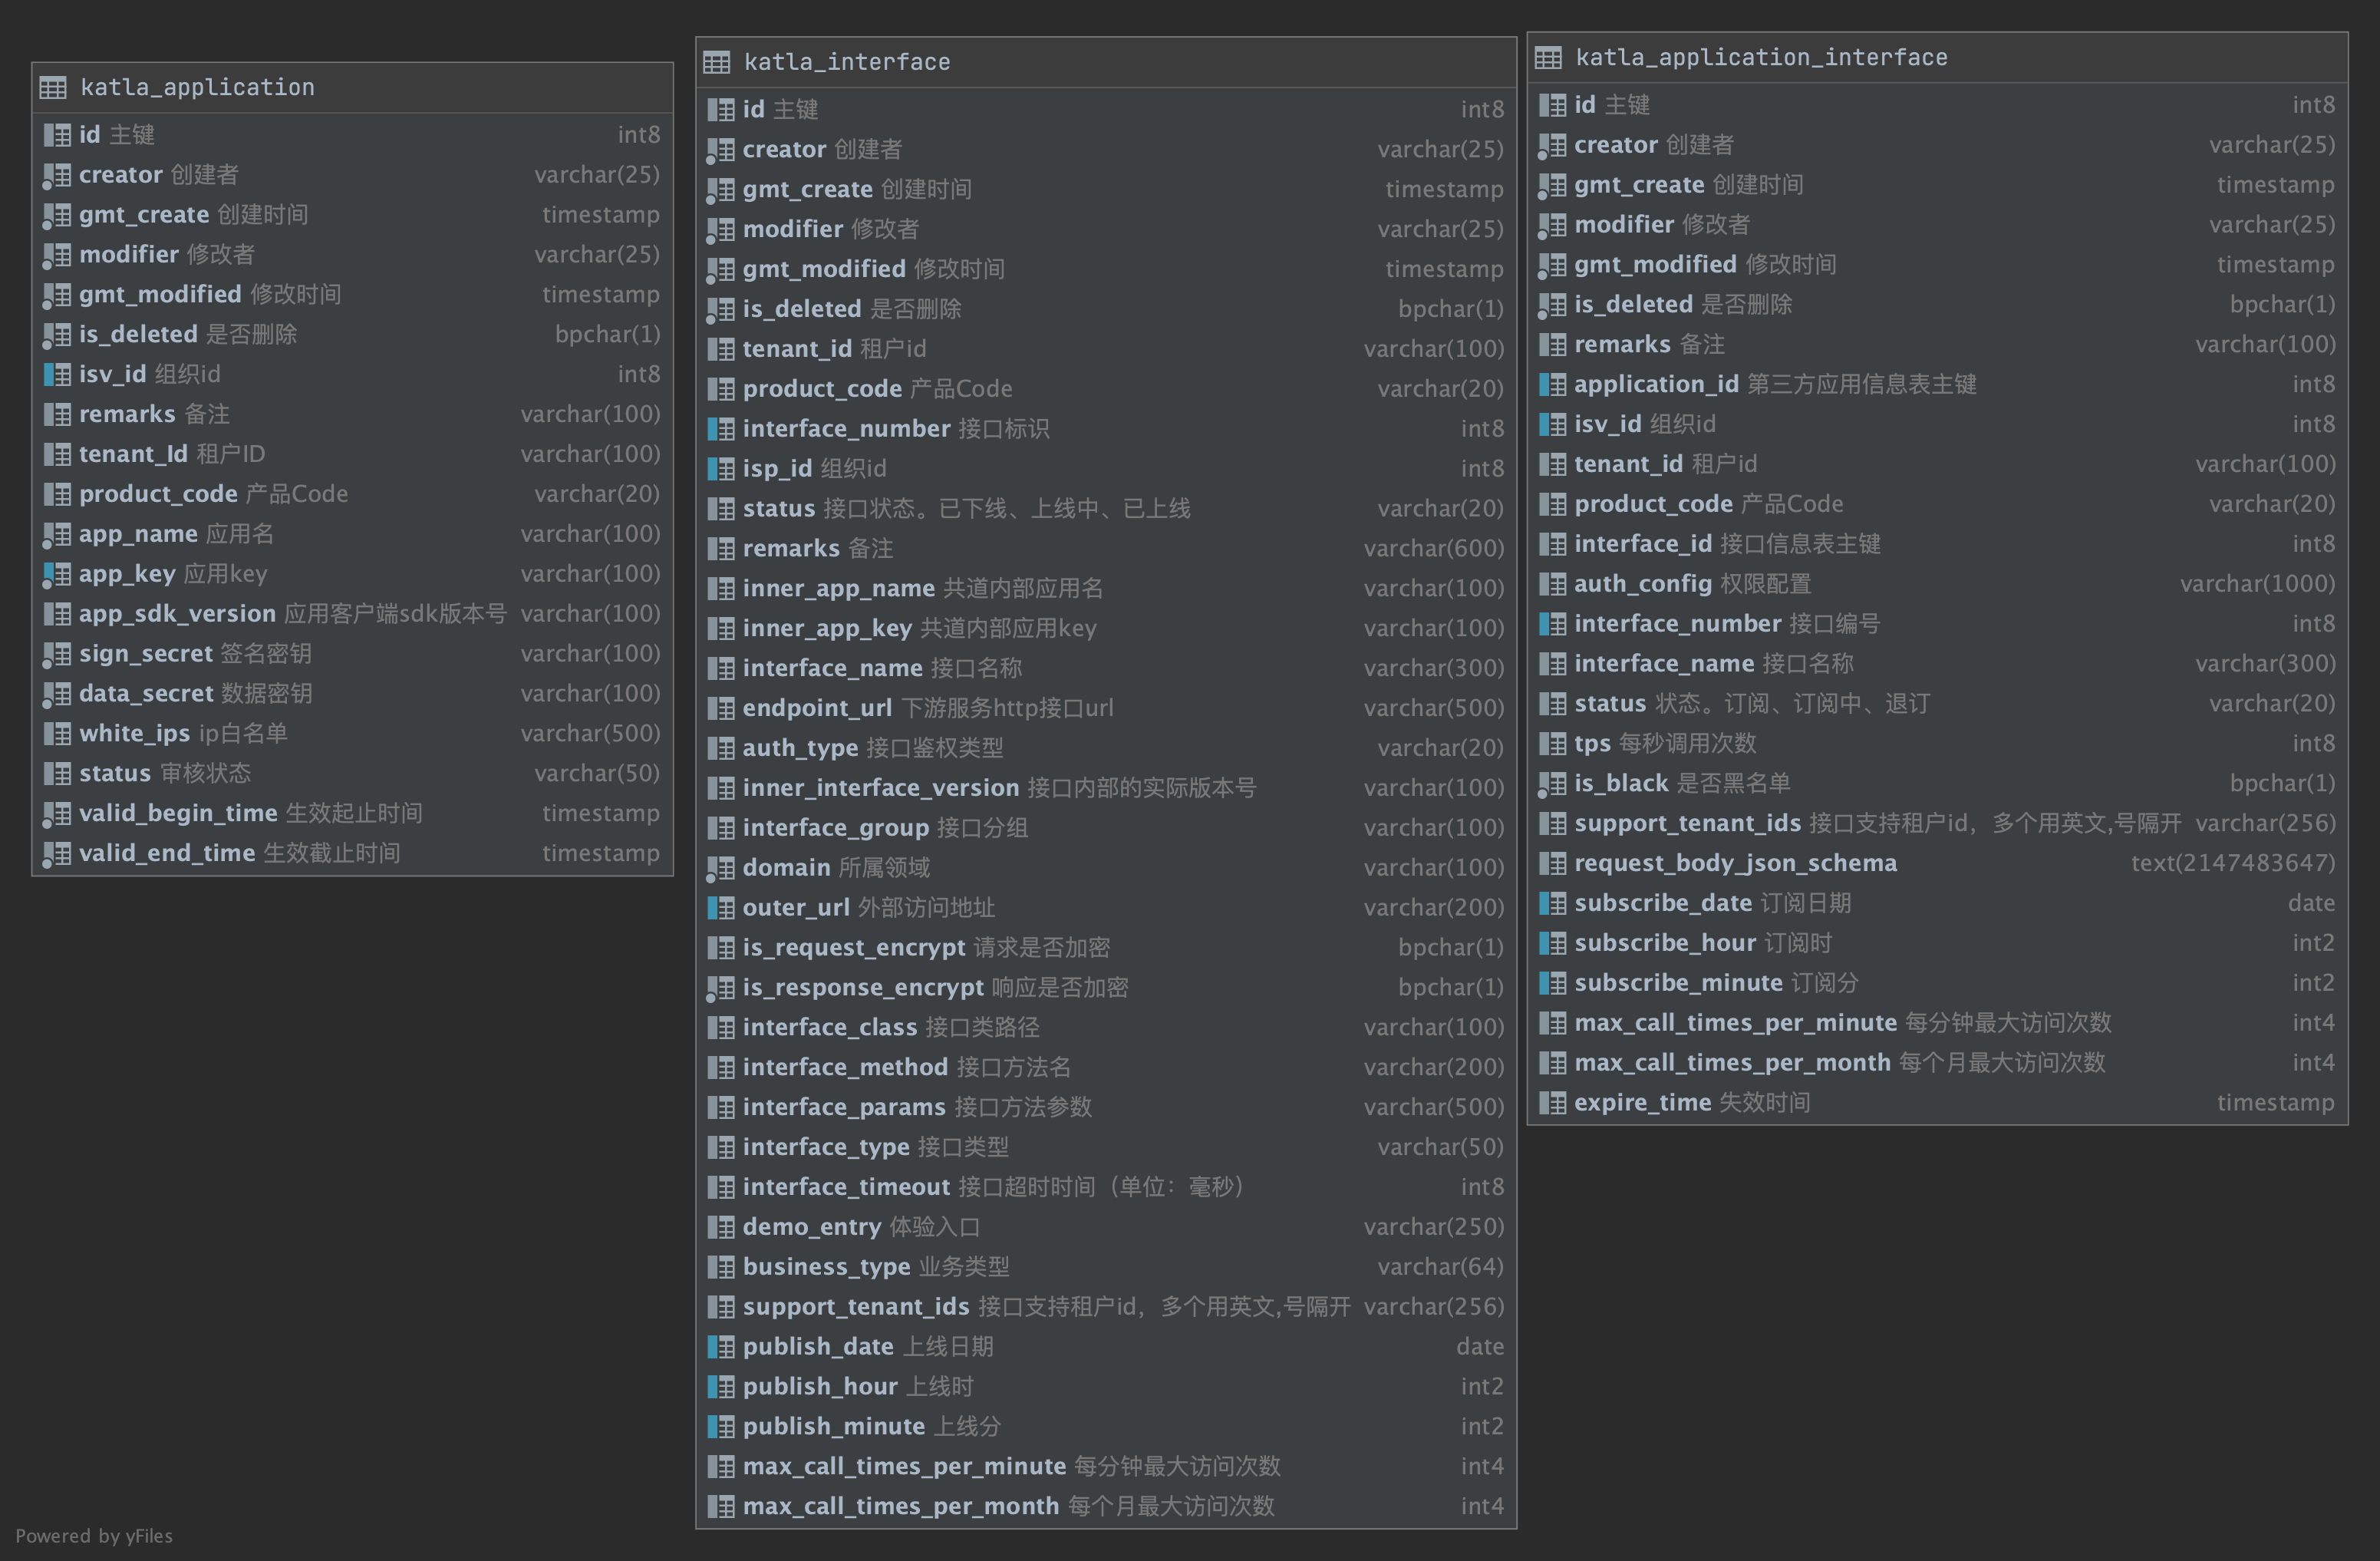 katla_application
id 主键 int8
creator 创建者 varchar(25)
gmt_create 创建时间 timestamp
modifier 修改者 varchar(25)
gmt_modified 修改时间 timestamp
is_deleted 是否删除 bpchar(1)
isv_id 组织id int8
remarks 备注 varchar(100)
tenant_Id 租户ID varchar(100)
product_code 产品Code varchar(20)
app_name 应用名 varchar(100)
app_key 应用key varchar(100)
app_sdk_version 应用客户端sdk版本号 varchar(100)
sign_secret 签名密钥 varchar(100)
data_secret 数据密钥 varchar(100)
white_ips ip白名单 varchar(500)
status 审核状态 varchar(50)
valid_begin_time 生效起止时间 timestamp
valid_end_time 生效截止时间 timestamp
katla_interface
id 主键 int8
creator 创建者 varchar(25)
gmt_create 创建时间 timestamp
modifier 修改者 varchar(25)
gmt_modified 修改时间 timestamp
is_deleted 是否删除 bpchar(1)
tenant_id 租户id varchar(100)
product_code 产品Code varchar(20)
interface_number 接口标识 int8
isp_id 组织id int8
status 接口状态。已下线、上线中、已上线 varchar(20)
remarks 备注 varchar(600)
inner_app_name 共道内部应用名 varchar(100)
inner_app_key 共道内部应用key varchar(100)
interface_name 接口名称 varchar(300)
endpoint_url 下游服务http接口url varchar(500)
auth_type 接口鉴权类型 varchar(20)
inner_interface_version 接口内部的实际版本号 varchar(100)
interface_group 接口分组 varchar(100)
domain 所属领域 varchar(100)
outer_url 外部访问地址 varchar(200)
is_request_encrypt 请求是否加密 bpchar(1)
is_response_encrypt 响应是否加密 bpchar(1)
interface_class 接口类路径 varchar(100)
interface_method 接口方法名 varchar(200)
interface_params 接口方法参数 varchar(500)
interface_type 接口类型 varchar(50)
interface_timeout 接口超时时间（单位：毫秒） int8
demo_entry 体验入口 varchar(250)
business_type 业务类型 varchar(64)
support_tenant_ids 接口支持租户id，多个用英文,号隔开 varchar(256)
publish_date 上线日期 date
publish_hour 上线时 int2
publish_minute 上线分 int2
max_call_times_per_minute 每分钟最大访问次数 int4
max_call_times_per_month 每个月最大访问次数 int4
katla_application_interface
id 主键 int8
creator 创建者 varchar(25)
gmt_create 创建时间 timestamp
modifier 修改者 varchar(25)
gmt_modified 修改时间 timestamp
is_deleted 是否删除 bpchar(1)
remarks 备注 varchar(100)
application_id 第三方应用信息表主键 int8
isv_id 组织id int8
tenant_id 租户id varchar(100)
product_code 产品Code varchar(20)
interface_id 接口信息表主键 int8
auth_config 权限配置 varchar(1000)
interface_number 接口编号 int8
interface_name 接口名称 varchar(300)
status 状态。订阅、订阅中、退订 varchar(20)
tps 每秒调用次数 int8
is_black 是否黑名单 bpchar(1)
support_tenant_ids 接口支持租户id，多个用英文,号隔开 varchar(256)
request_body_json_schema text(2147483647)
subscribe_date 订阅日期 date
subscribe_hour 订阅时 int2
subscribe_minute 订阅分 int2
max_call_times_per_minute 每分钟最大访问次数 int4
max_call_times_per_month 每个月最大访问次数 int4
expire_time 失效时间 timestamp
Powered by yFiles